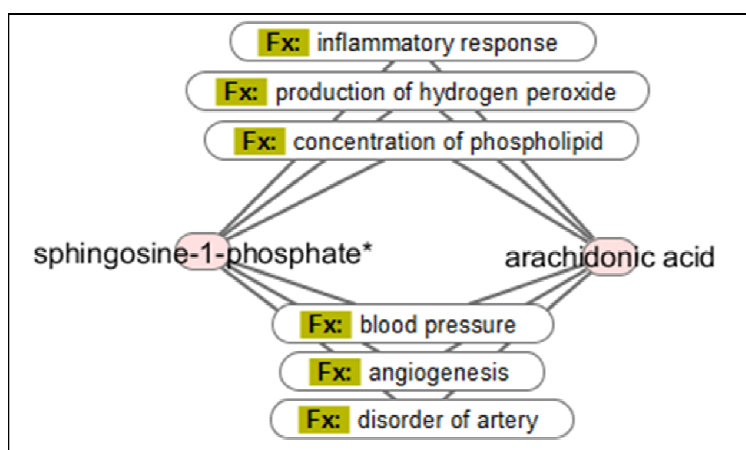 Fx: inflammatory response
Fx: production of hydrogen peroxide
Fx: concentration of phospholipid
sphingosine-1-phosphate*
arachidonic acid
Fx: blood pressure
Fx: angiogenesis
Fx: disorder of artery